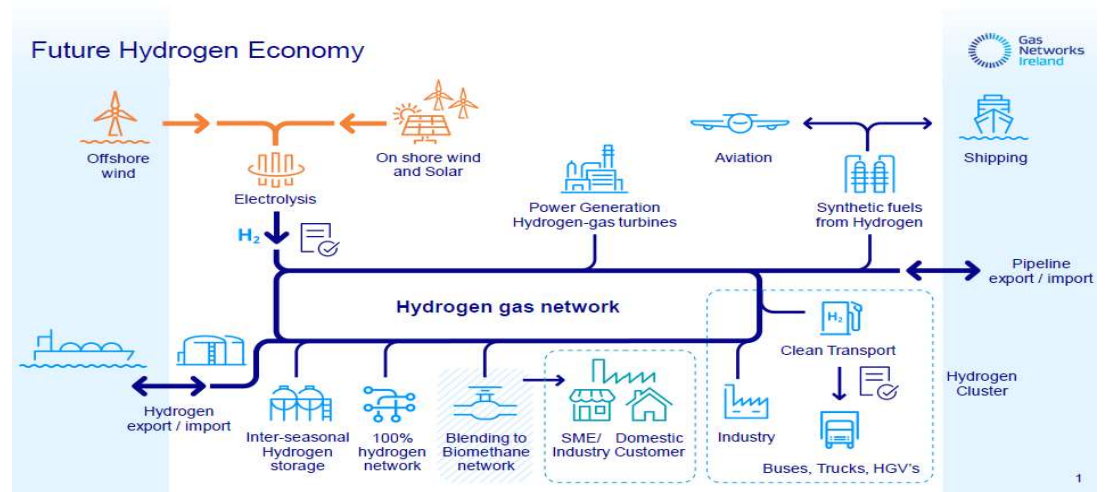 Future Hydrogen Economy
Gas
Networks
Ireland
Offshore
wind
On shore wind
and Solar
Electrolysis
H₂
Power Generation
Hydrogen-gas turbines
Aviation
Synthetic fuels
from Hydrogen
Shipping
Pipeline
export / import
Hydrogen gas network
H₂
Clean Transport
Hydrogen
Cluster
Hydrogen
export / import
Inter-seasonal
Hydrogen
storage
100%
hydrogen
network
Blending to
Biomethane
network
SME/
Industry
Domestic
Customer
Industry
Buses, Trucks, HGV's
1